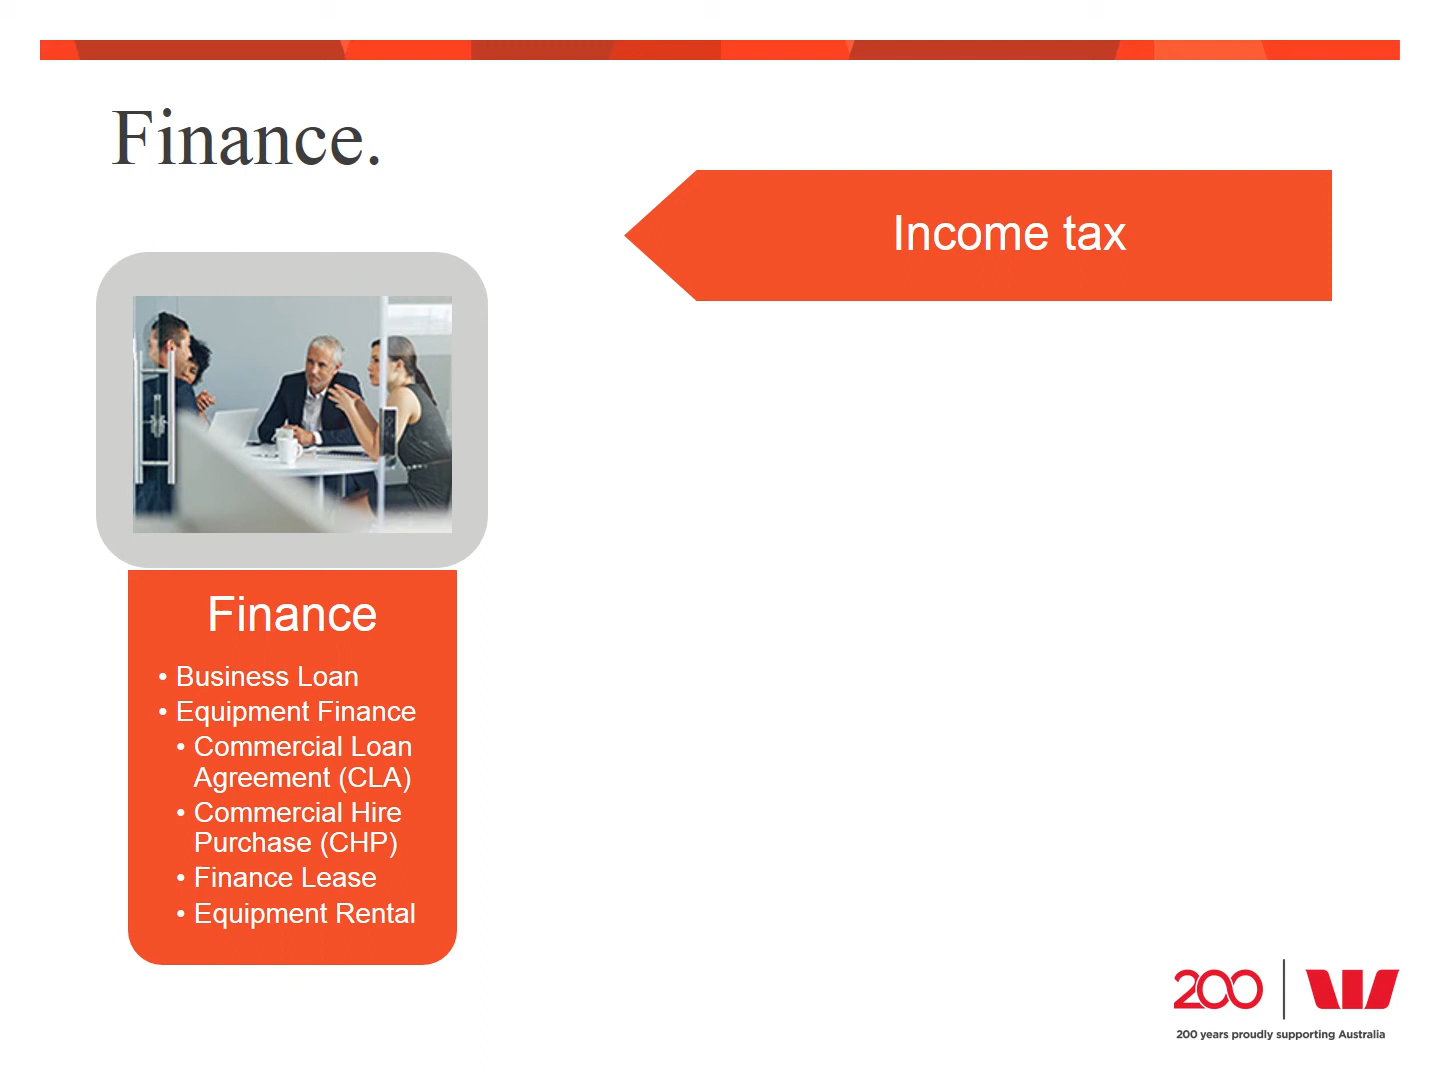 Finance.
Income tax
Finance
• Business Loan
• Equipment Finance
• Commercial Loan
Agreement (CLA)
• Commercial Hire
Purchase (CHP)
• Finance Lease
• Equipment Rental
200
200 years proudly supporting Australia